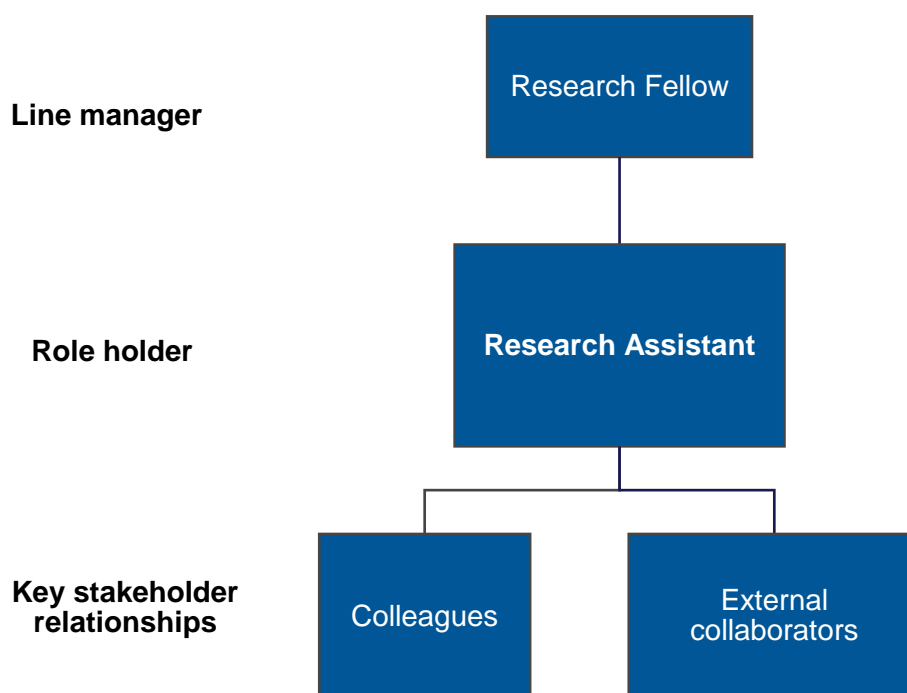 Research Fellow
Line manager
Research Assistant
Role holder
Key stakeholder
relationships
Colleagues
External
collaborators